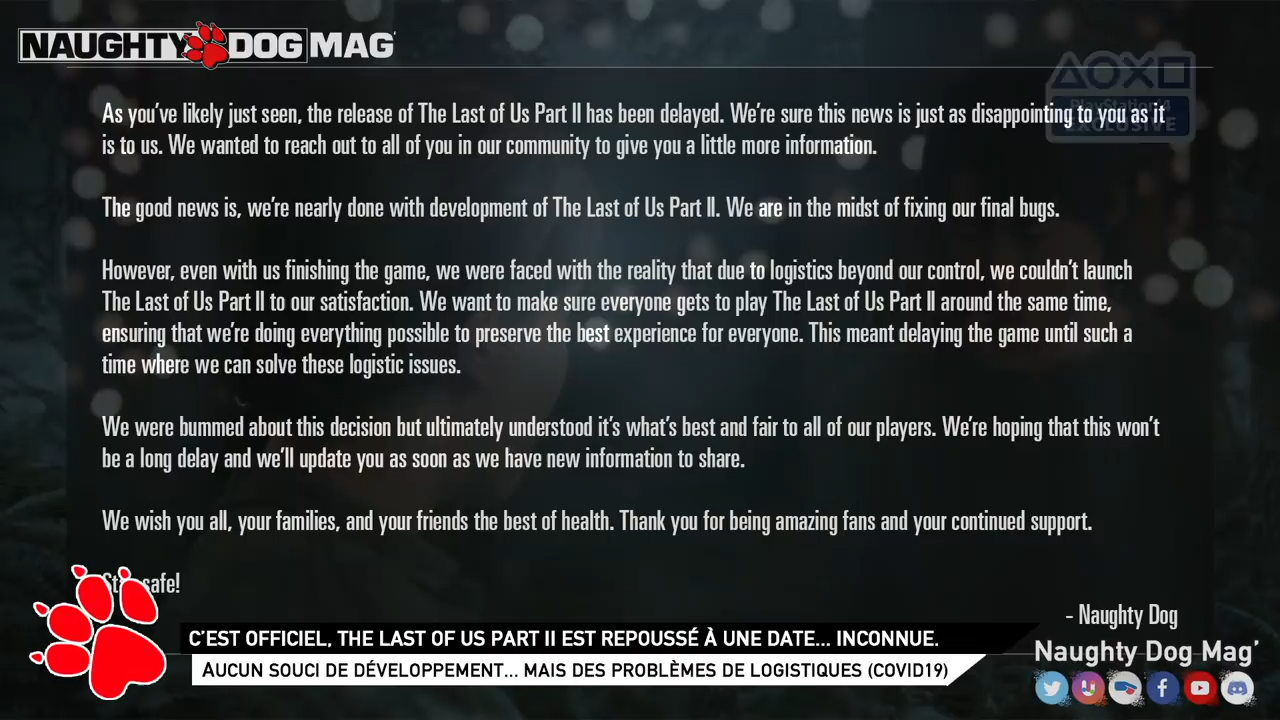 NAUGHTY DOG MAG'
As you've likely just seen, the release of The Last of Us Part II has been delayed. We're sure this news is just as disappointing to you as it
is to us. We wanted to reach out to all of you in our community to give you a little more information.
PlayStation 4
EXCLUSIVE
The good news is, we're nearly done with development of The Last of Us Part II. We are in the midst of fixing our final bugs.
However, even with us finishing the game, we were faced with the reality that due to logistics beyond our control, we couldn't launch
The Last of Us Part II to our satisfaction. We want to make sure everyone gets to play The Last of Us Part II around the same time,
ensuring that we're doing everything possible to preserve the best experience for everyone. This meant delaying the game until such a
time where we can solve these logistic issues.
We were bummed about this decision but ultimately understood it's what's best and fair to all of our players. We're hoping that this won't
be a long delay and we'll update you as soon as we have new information to share.
We wish you all, your families, and your friends the best of health. Thank you for being amazing fans and your continued support.
Stay safe!
- Naughty Dog
C'EST OFFICIEL, THE LAST OF US PART II EST REPOUSSÉ À UNE DATE... INCONNUE.
AUCUN SOUCI DE DÉVELOPPEMENT... MAIS DES PROBLÈMES DE LOGISTIQUES (COVID19)
Naughty Dog Mag'